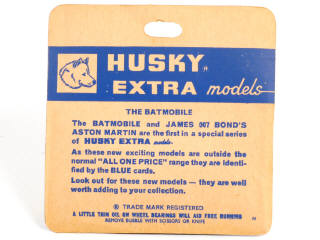 HUSKY®
EXTRA models
THE BATMOBILE
The BATMOBILE and JAMES 007 BOND'S
ASTON MARTIN are the first in a special series
of HUSKY EXTRA models.
As these new exciting models are outside the
normal "ALL ONE PRICE" range they are identi-
fied by the BLUE cards.
Look out for these new models — they are well
worth adding to your collection.
® TRADE MARK REGISTERED
A LITTLE THIN OIL ON WHEEL BEARINGS WILL AID FREE RUNNING
REMOVE BUBBLE WITH SCISSORS OR KNIFE